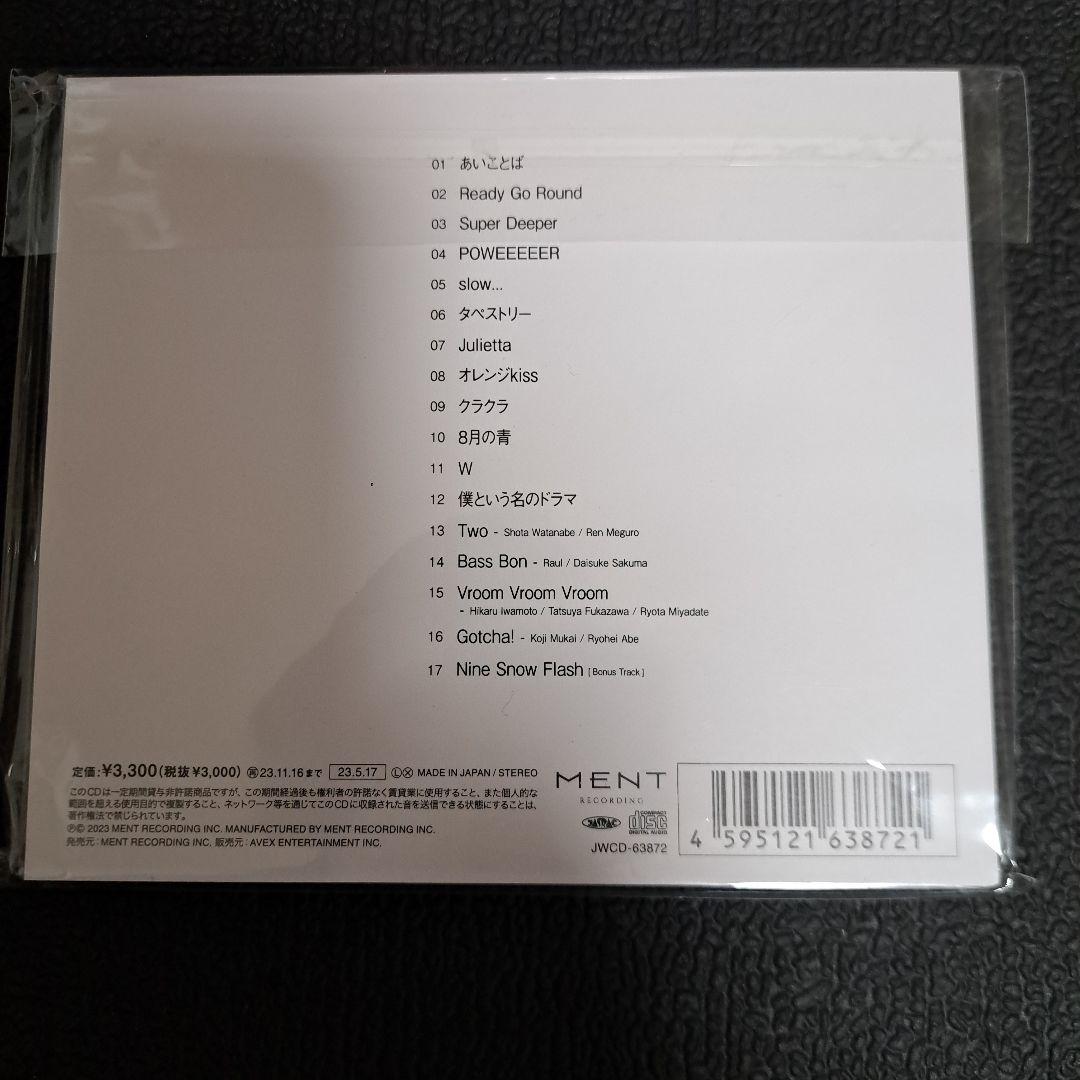 01 あいことば
02 Ready Go Round
03 Super Deeper
04 POWEEEEER
05 slow...
06 タペストリー
07 Julietta
08 オレンジkiss
09 クラクラ
10 8月の青
11 W
12 僕という名のドラマ
13 Two - Shota Watanabe / Ren Meguro
14 Bass Bon - Raul / Daisuke Sakuma
15 Vroom Vroom Vroom
- Hikaru Iwamoto / Tatsuya Fukazawa / Ryota Miyadate
16 Gotcha! - Koji Mukai / Ryohei Abe
17 Nine Snow Flash [Bonus Track]
定価:¥3,300(税抜¥3,000) ㊢23.11.16まで 23.5.17 ⓁⓍ MADE IN JAPAN / STEREO
このCDは一定期間貸与非許諾商品ですが、この期間経過後も権利者の許諾なく賃貸業に使用すること、また個人的な
範囲を超える使用目的で複製すること、ネットワーク等を通じてこのCDに収録された音を送信できる状態にすることは、
著作権法で禁じられています。
ⓅⒸ 2023 MENT RECORDING INC. MANUFACTURED BY MENT RECORDING INC.
発売元:MENT RECORDING INC. 販売元:AVEX ENTERTAINMENT INC.
MENT
RECORDING
JASRAC COMPACT disc DIGITAL AUDIO
JWCD-63872
4 595121 638721